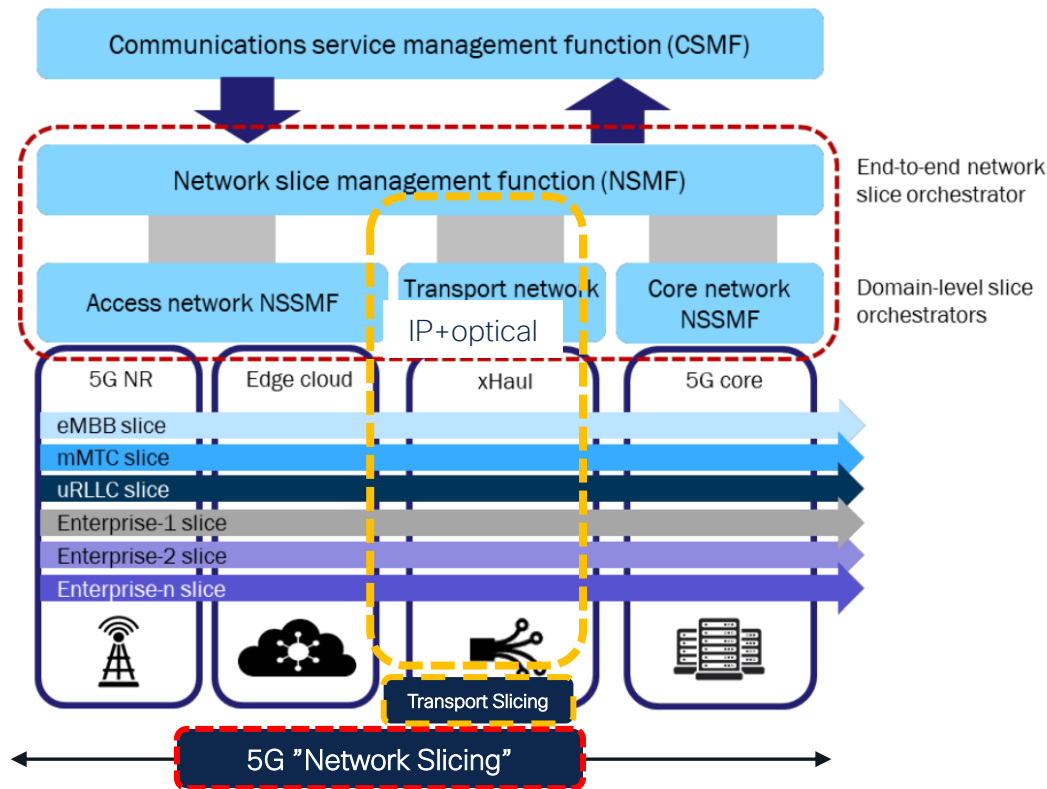 Communications service management function (CSMF)
Network slice management function (NSMF)
End-to-end network
slice orchestrator
Access network NSSMF
Transport network
IP+optical
Core network
NSSMF
Domain-level slice
orchestrators
5G NR
Edge cloud
xHaul
5G core
eMBB slice
mMTC slice
uRLLC slice
Enterprise-1 slice
Enterprise-2 slice
Enterprise-n slice
Transport Slicing
5G ”Network Slicing”